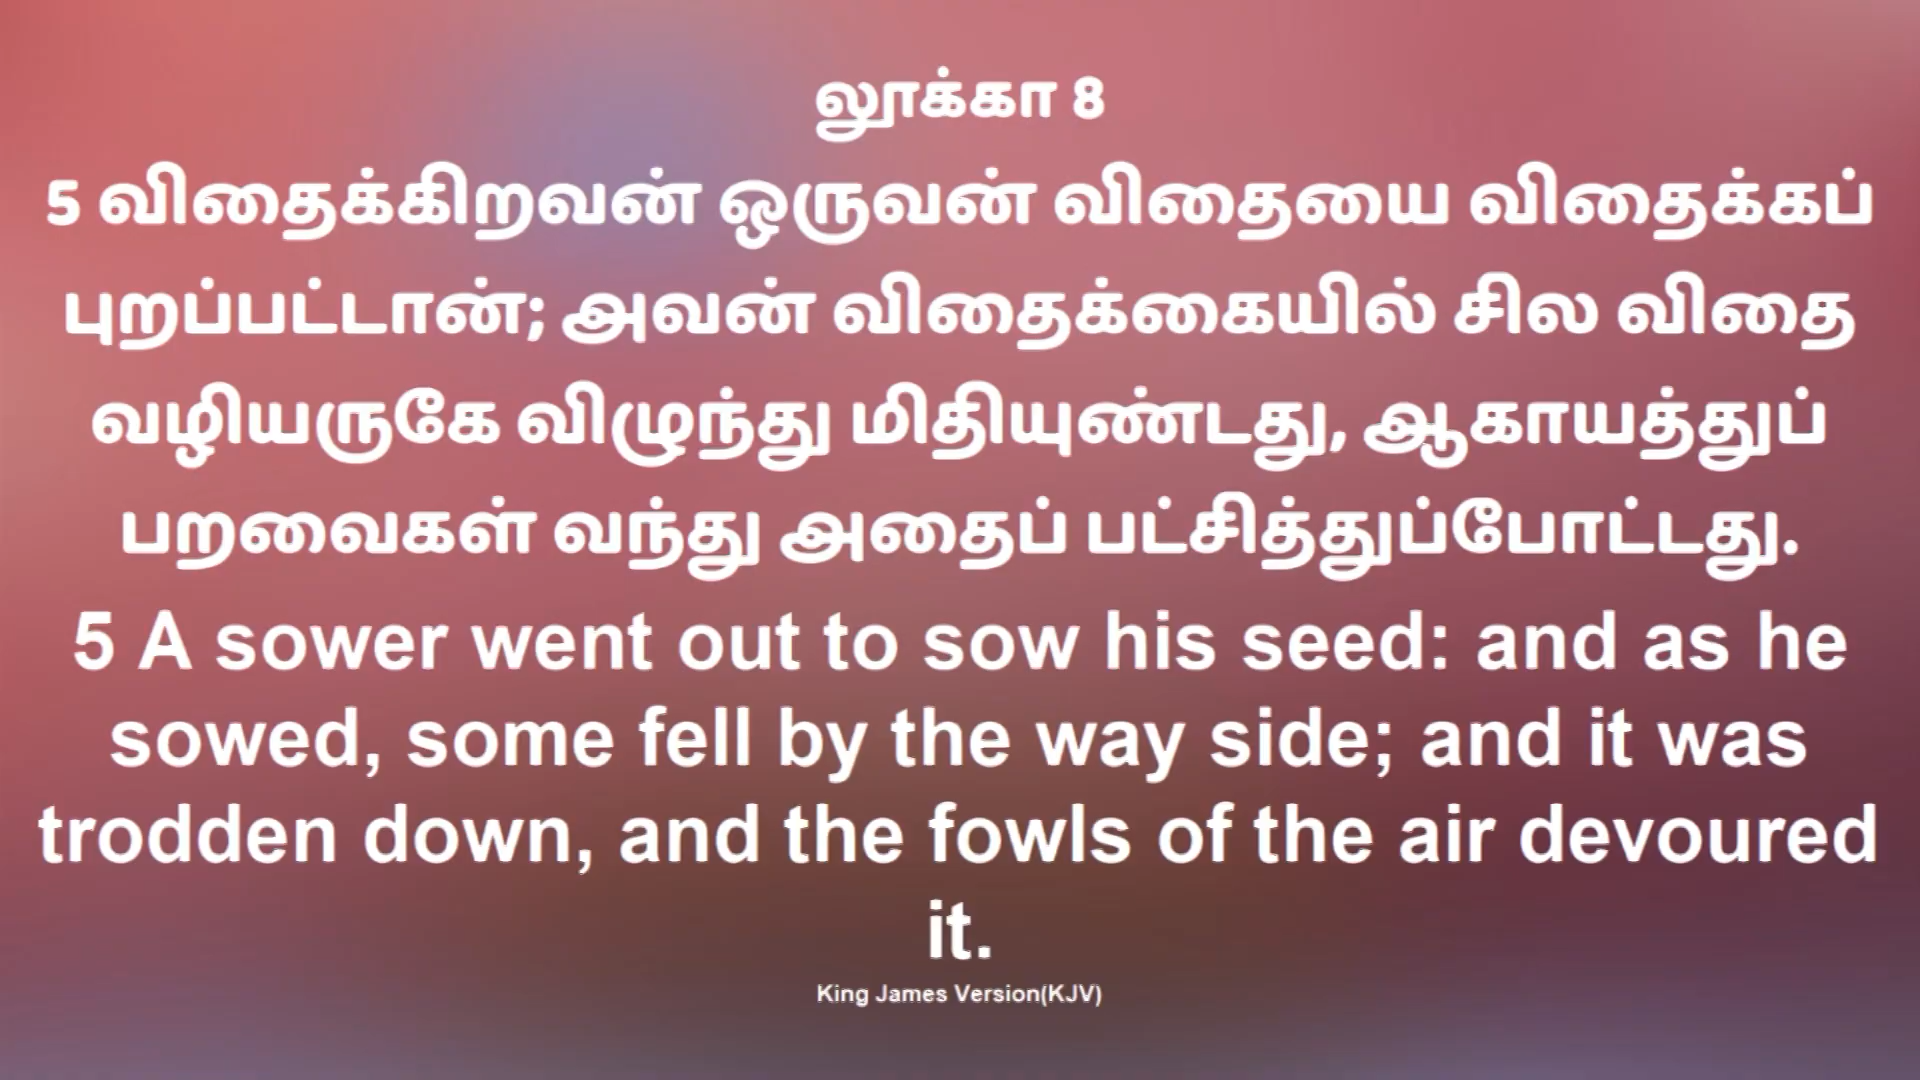 லூக்கா 8
5 விதைக்கிறவன் ஒருவன் விதையை விதைக்கப்
புறப்பட்டான்; அவன் விதைக்கையில் சில விதை
வழியருகே விழுந்து மிதியுண்டது, ஆகாயத்துப்
பறவைகள் வந்து அதைப் பட்சித்துப்போட்டது.
5 A sower went out to sow his seed: and as he
sowed, some fell by the way side; and it was
trodden down, and the fowls of the air devoured
it.
King James Version(KJV)